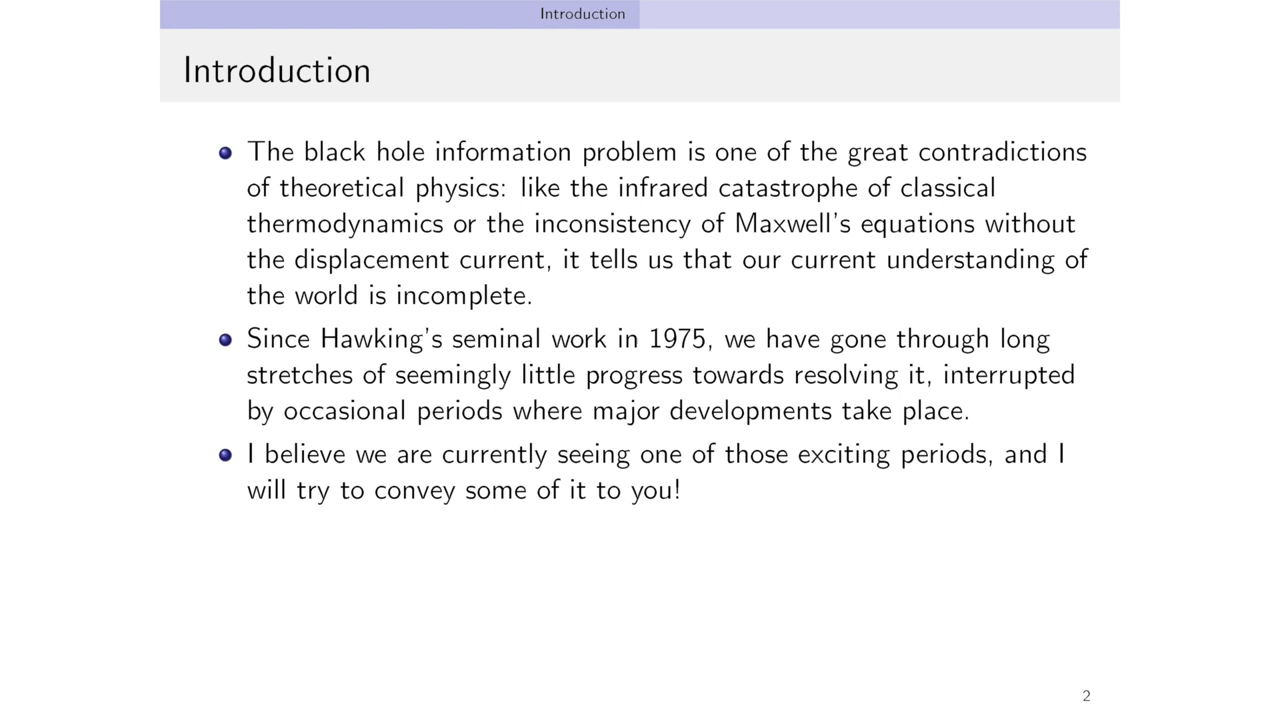 Introduction
Introduction
The black hole information problem is one of the great contradictions
of theoretical physics: like the infrared catastrophe of classical
thermodynamics or the inconsistency of Maxwell's equations without
the displacement current, it tells us that our current understanding of
the world is incomplete.
Since Hawking's seminal work in 1975, we have gone through long
stretches of seemingly little progress towards resolving it, interrupted
by occasional periods where major developments take place.
I believe we are currently seeing one of those exciting periods, and I
will try to convey some of it to you!
2